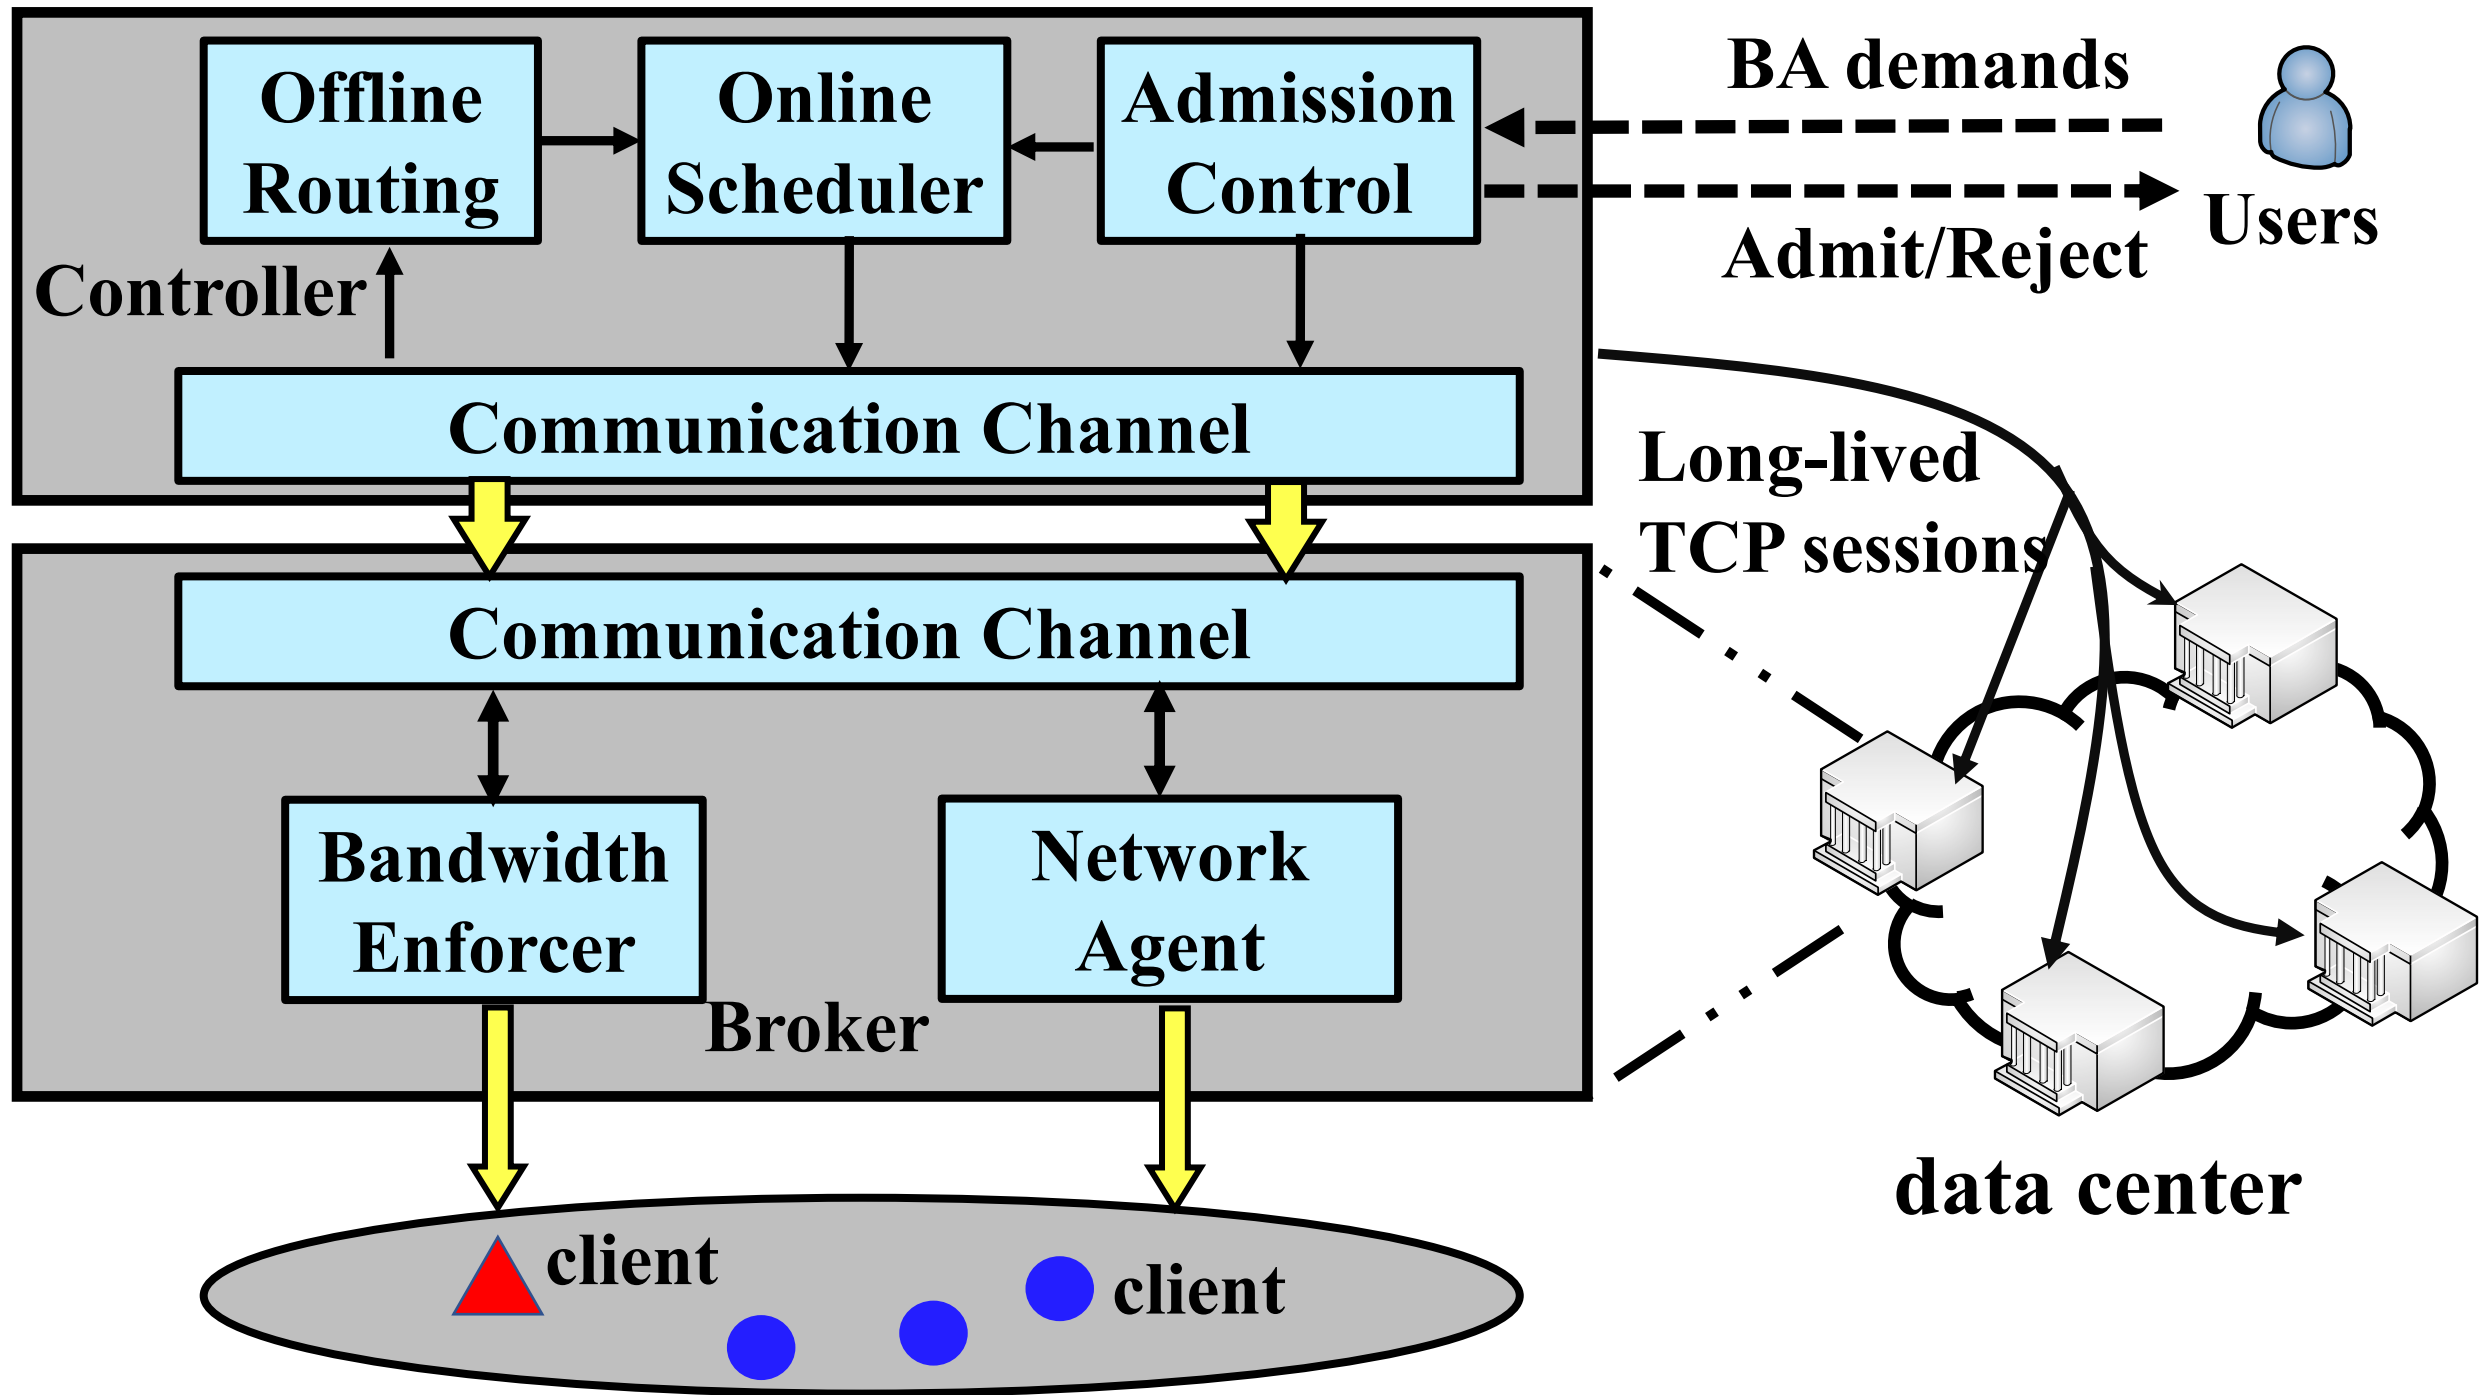 Offline
Routing
Online
Scheduler
Admission
Control
BA demands
Admit/Reject
Users
Controller
Communication Channel
Long-lived
TCP sessions
Communication Channel
Bandwidth
Enforcer
Network
Agent
Broker
data center
client
client